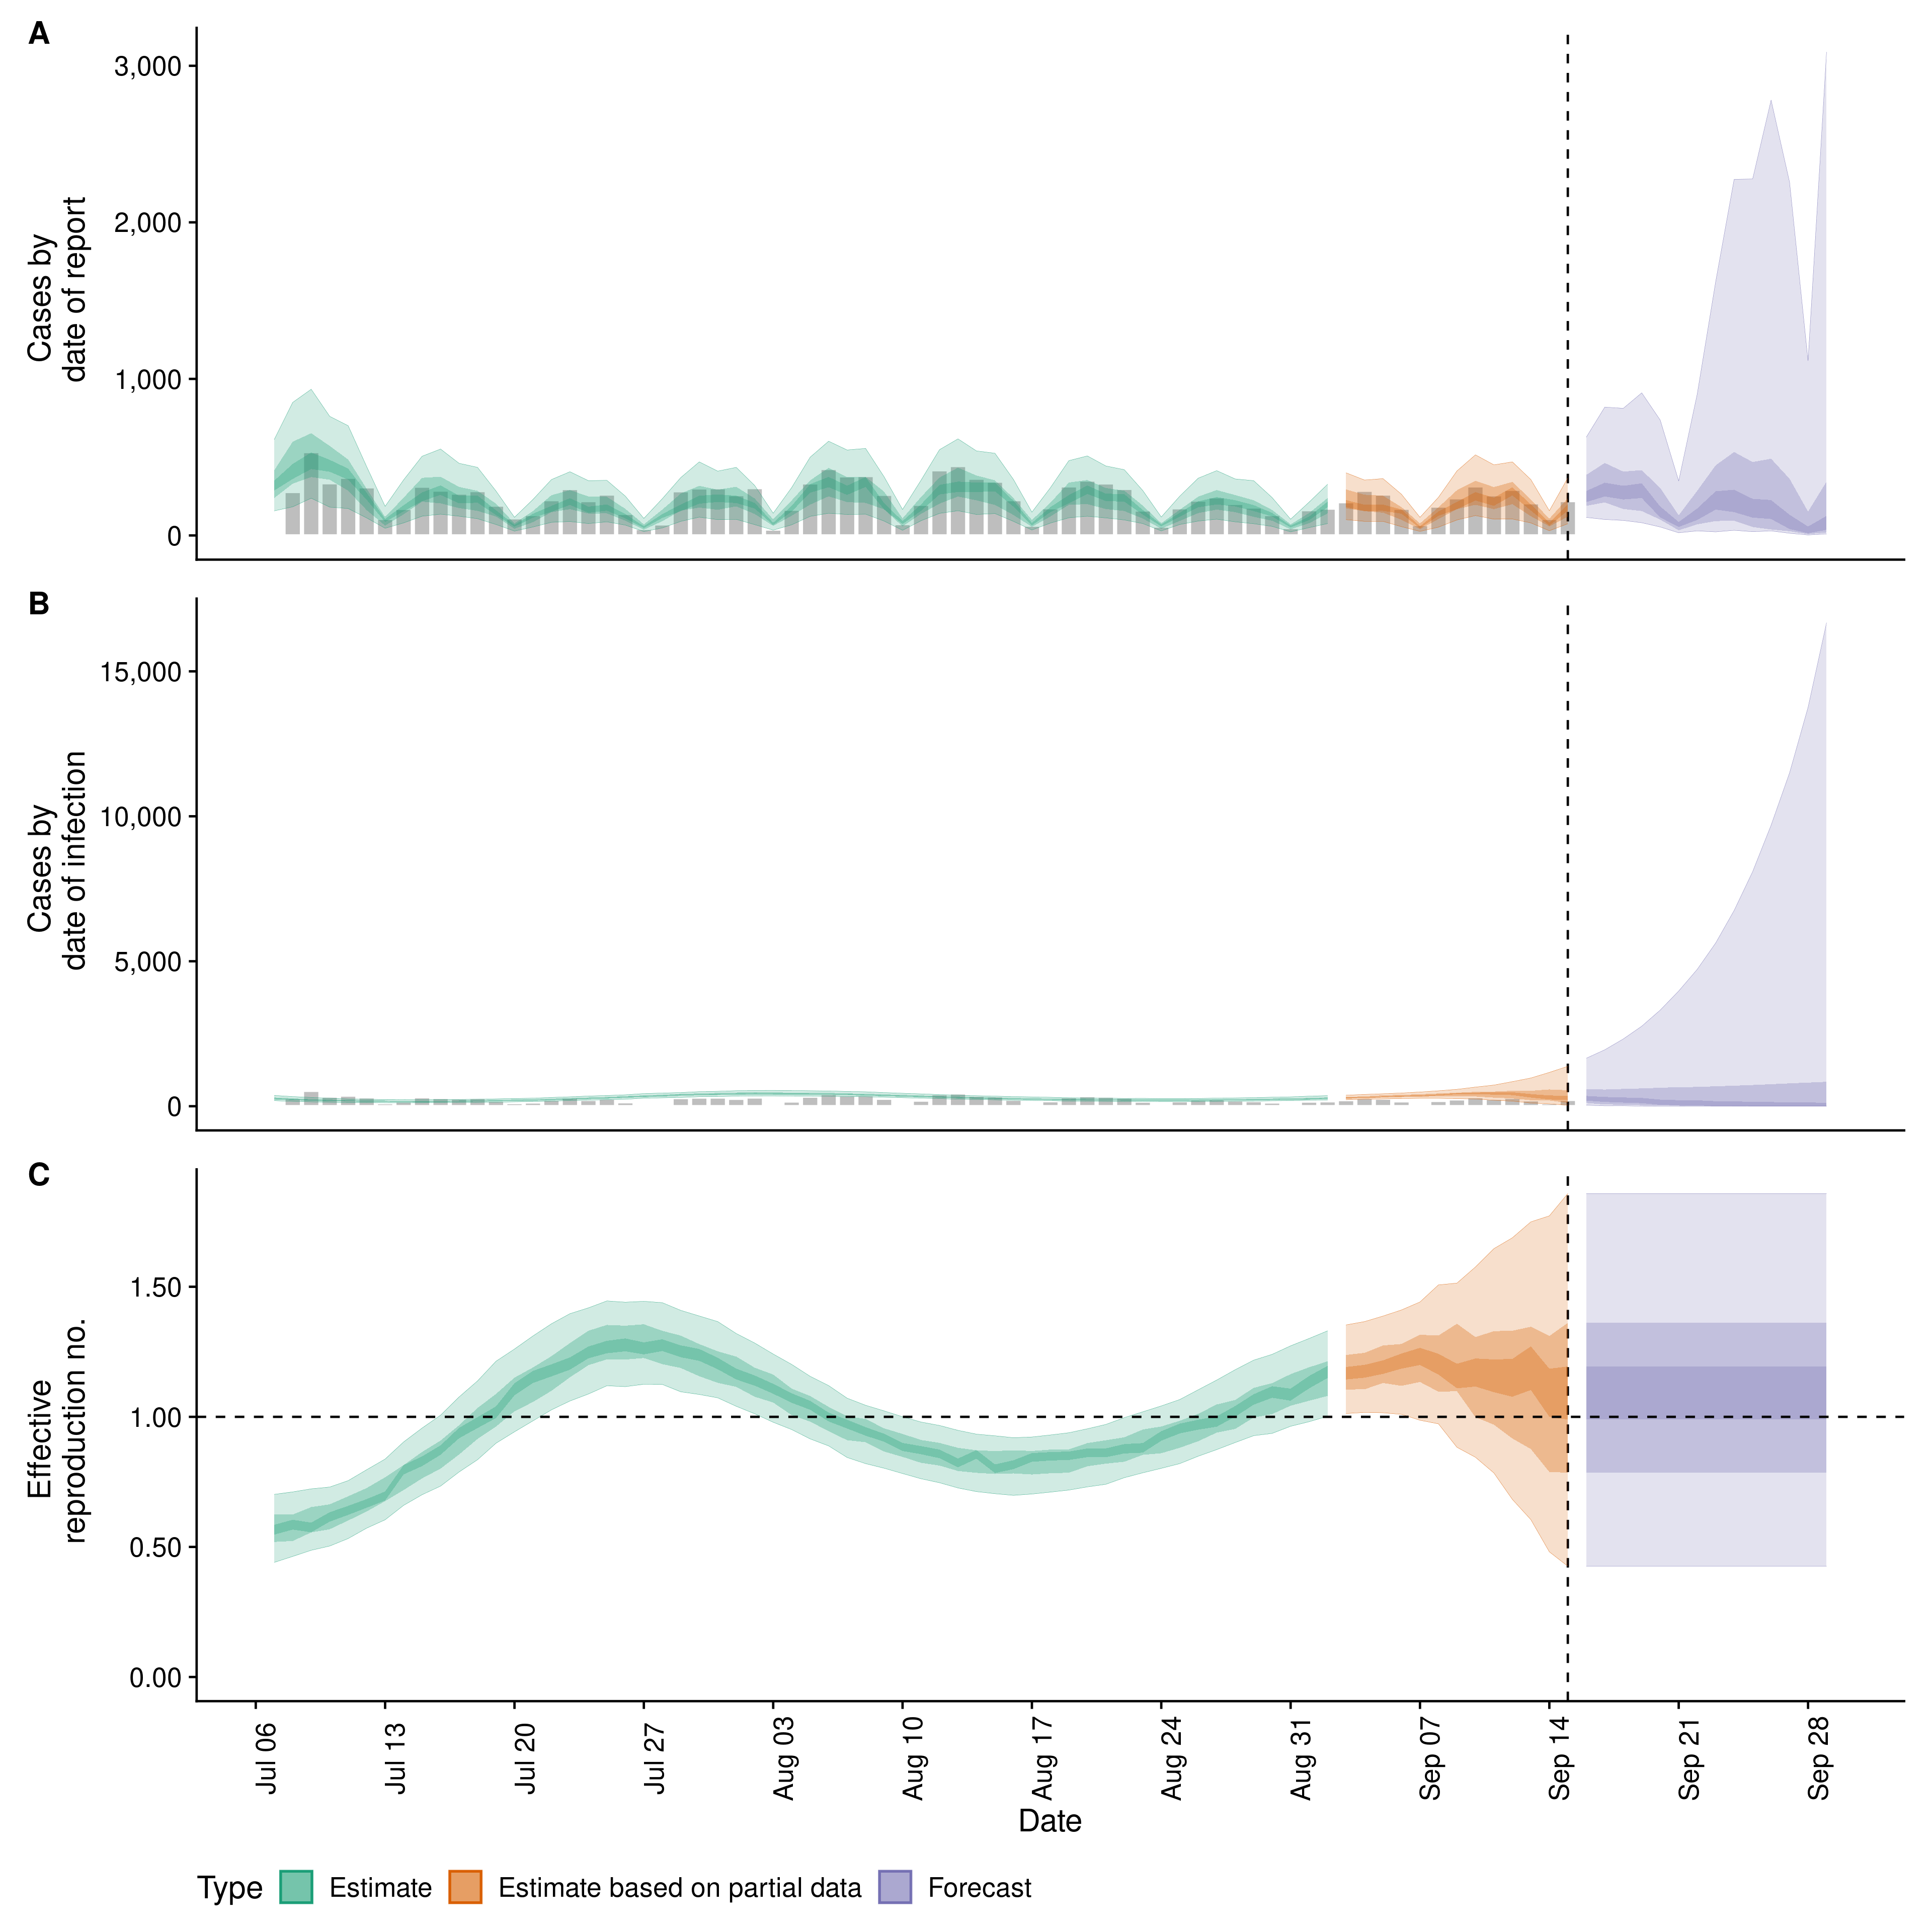 A
3,000
2,000
1,000
0
Cases by
date of report
B
15,000
10,000
5,000
0
Cases by
date of infection
C
1.50
1.00
0.50
0.00
Effective
reproduction no.
Jul 06
Jul 13
Jul 20
Jul 27
Aug 03
Aug 10
Aug 17
Aug 24
Aug 31
Sep 07
Sep 14
Sep 21
Sep 28
Date
Type Estimate Estimate based on partial data Forecast